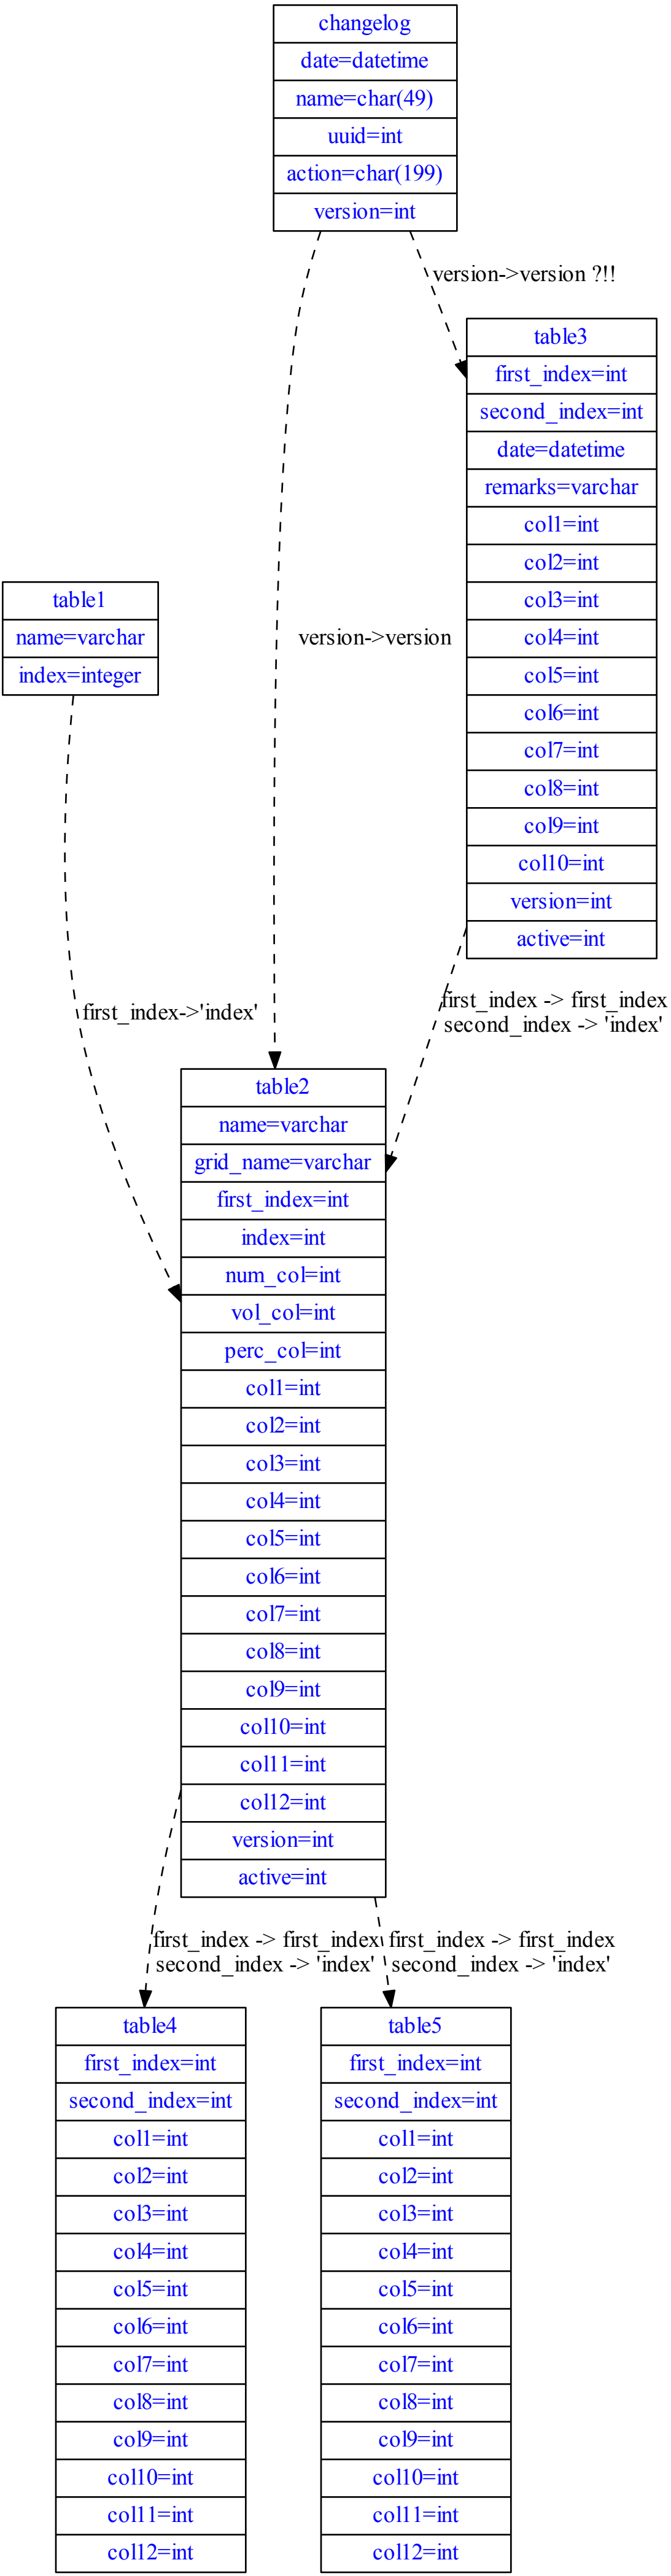 changelog
date=datetime
name=char(49)
uuid=int
action=char(199)
version=int
version->version ?!!
table3
first_index=int
second_index=int
date=datetime
remarks=varchar
col1=int
col2=int
col3=int
col4=int
col5=int
col6=int
col7=int
col8=int
col9=int
col10=int
version=int
active=int
table1
name=varchar
index=integer
version->version
first_index->'index'
first_index -> first_index
second_index -> 'index'
table2
name=varchar
grid_name=varchar
first_index=int
index=int
num_col=int
vol_col=int
perc_col=int
col1=int
col2=int
col3=int
col4=int
col5=int
col6=int
col7=int
col8=int
col9=int
col10=int
col11=int
col12=int
version=int
active=int
first_index -> first_index
second_index -> 'index'
first_index -> first_index
second_index -> 'index'
table4
first_index=int
second_index=int
col1=int
col2=int
col3=int
col4=int
col5=int
col6=int
col7=int
col8=int
col9=int
col10=int
col11=int
col12=int
table5
first_index=int
second_index=int
col1=int
col2=int
col3=int
col4=int
col5=int
col6=int
col7=int
col8=int
col9=int
col10=int
col11=int
col12=int